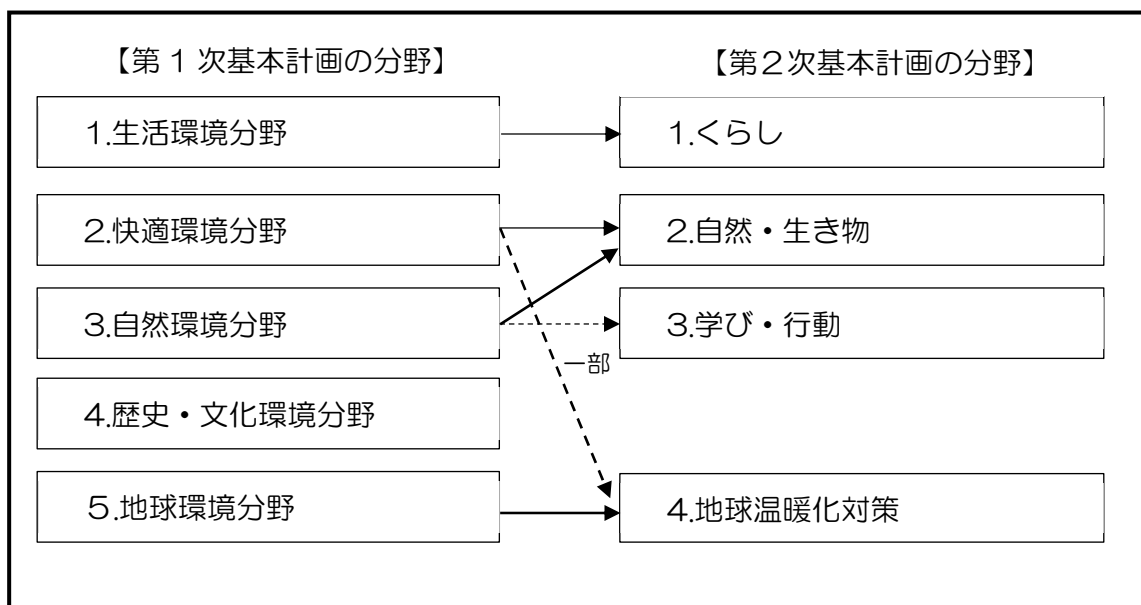 【第 1 次基本計画の分野】
【第２次基本計画の分野】
1.生活環境分野
1.くらし
2.快適環境分野
2.自然・生き物
3.自然環境分野
3.学び・行動
一部
4.歴史・文化環境分野
5.地球環境分野
4.地球温暖化対策